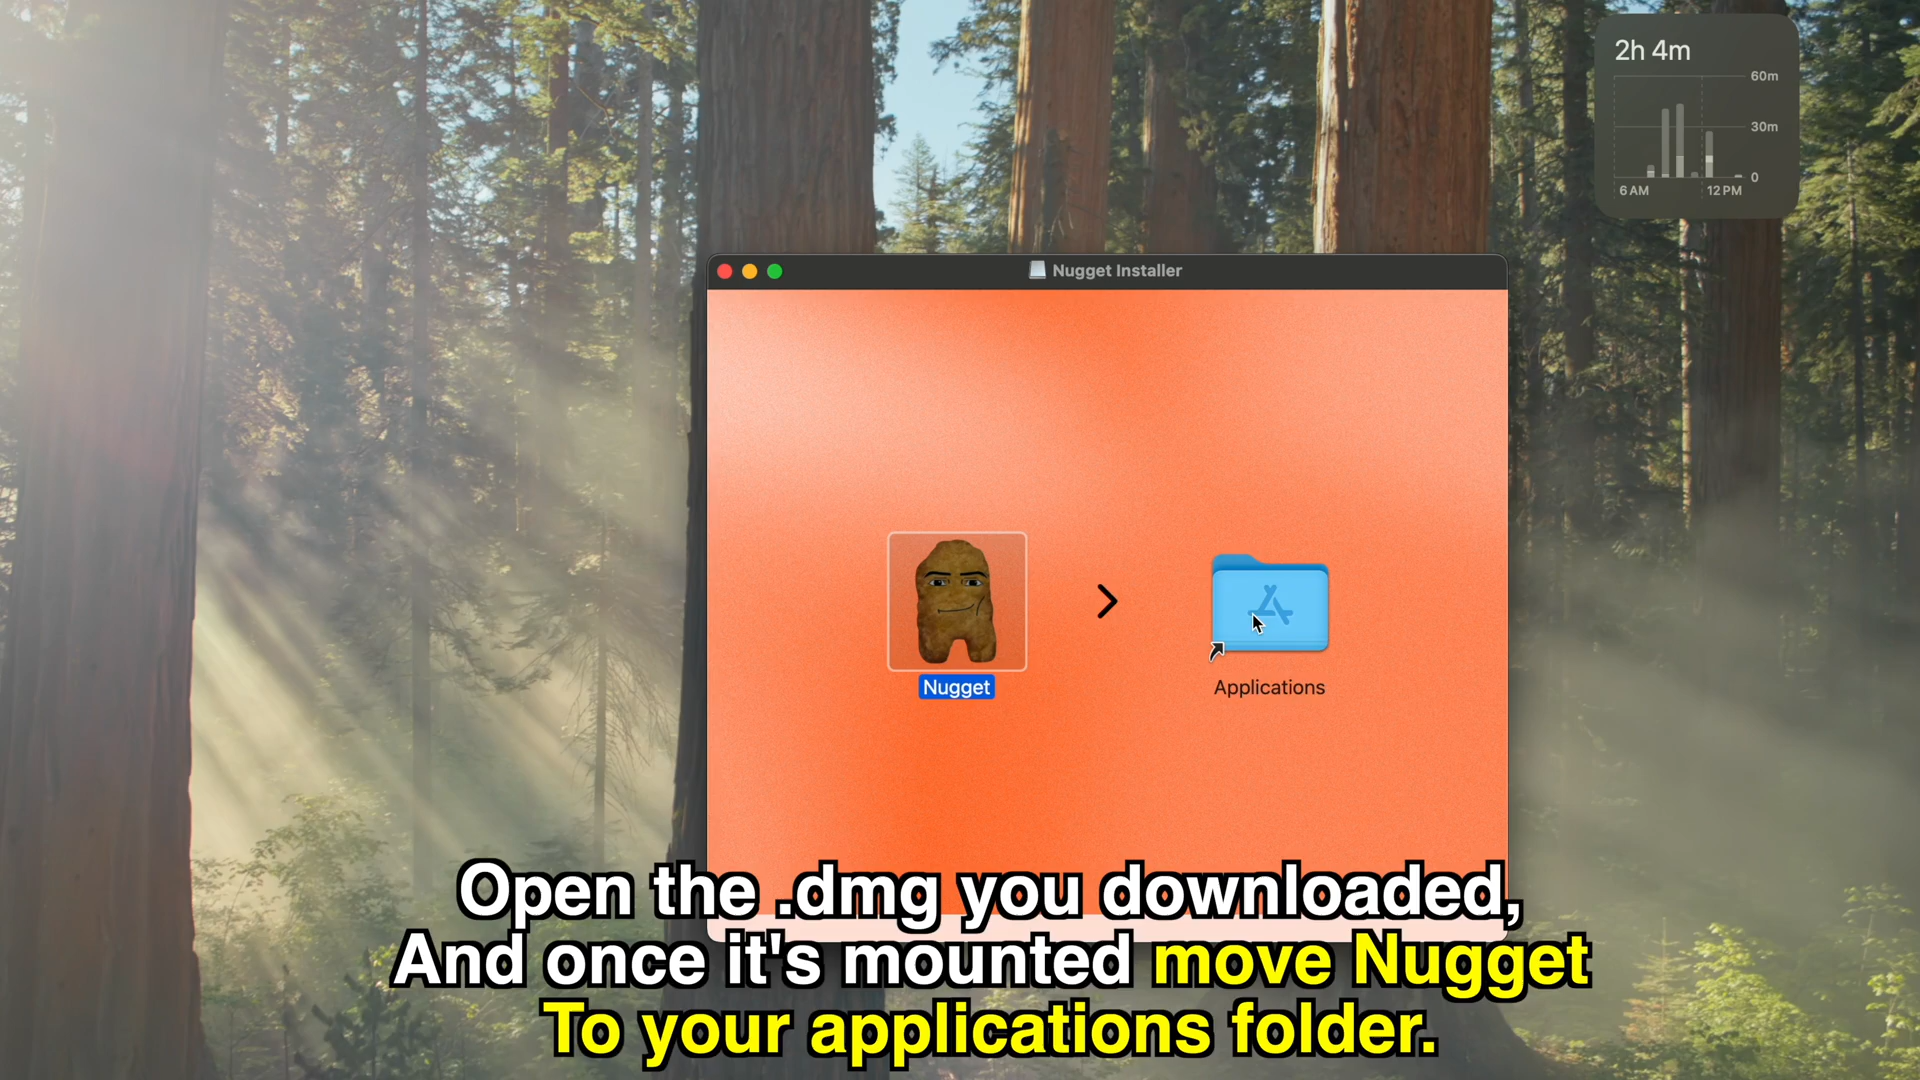 2h 4m
60m
30m
0
6 AM
12 PM
Nugget Installer
Nugget
Applications
Open the .dmg you downloaded,
And once it's mounted move Nugget
To your applications folder.